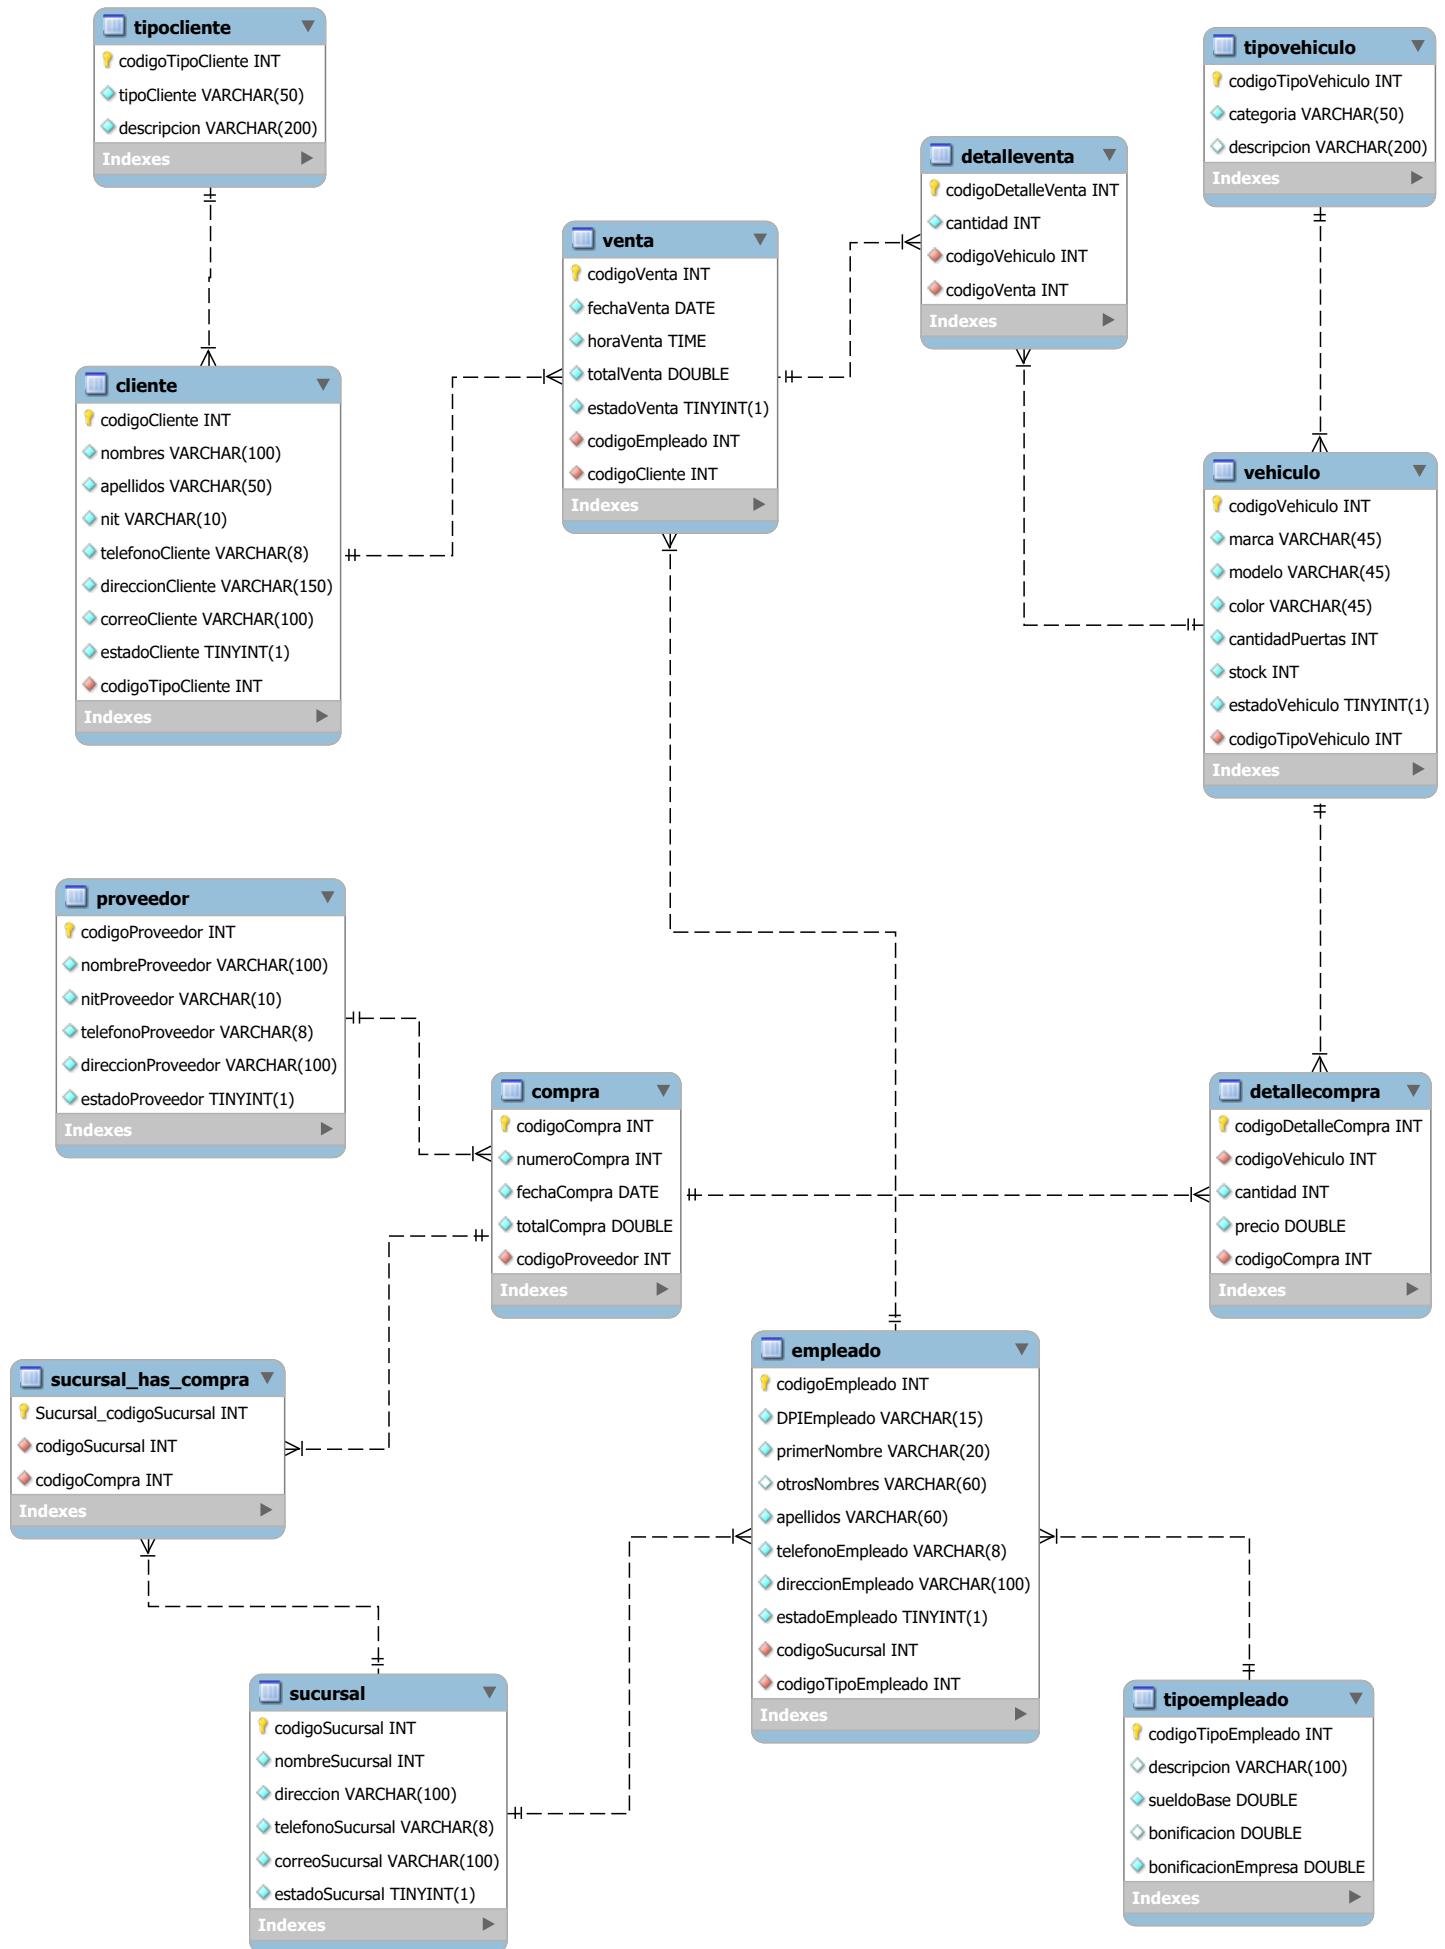 tipocliente
codigoTipoCliente INT
tipoCliente VARCHAR(50)
descripcion VARCHAR(200)
Indexes
tipovehiculo
codigoTipoVehiculo INT
categoria VARCHAR(50)
descripcion VARCHAR(200)
Indexes
detalleventa
codigoDetalleVenta INT
cantidad INT
codigoVehiculo INT
codigoVenta INT
Indexes
venta
codigoVenta INT
fechaVenta DATE
horaVenta TIME
totalVenta DOUBLE
estadoVenta TINYINT(1)
codigoEmpleado INT
codigoCliente INT
Indexes
cliente
codigoCliente INT
nombres VARCHAR(100)
apellidos VARCHAR(50)
nit VARCHAR(10)
telefonoCliente VARCHAR(8)
direccionCliente VARCHAR(150)
correoCliente VARCHAR(100)
estadoCliente TINYINT(1)
codigoTipoCliente INT
Indexes
vehiculo
codigoVehiculo INT
marca VARCHAR(45)
modelo VARCHAR(45)
color VARCHAR(45)
cantidadPuertas INT
stock INT
estadoVehiculo TINYINT(1)
codigoTipoVehiculo INT
Indexes
proveedor
codigoProveedor INT
nombreProveedor VARCHAR(100)
nitProveedor VARCHAR(10)
telefonoProveedor VARCHAR(8)
direccionProveedor VARCHAR(100)
estadoProveedor TINYINT(1)
Indexes
compra
codigoCompra INT
numeroCompra INT
fechaCompra DATE
totalCompra DOUBLE
codigoProveedor INT
Indexes
detallecompra
codigoDetalleCompra INT
codigoVehiculo INT
cantidad INT
precio DOUBLE
codigoCompra INT
Indexes
sucursal_has_compra
Sucursal_codigoSucursal INT
codigoSucursal INT
codigoCompra INT
Indexes
empleado
codigoEmpleado INT
DPIEmpleado VARCHAR(15)
primerNombre VARCHAR(20)
otrosNombres VARCHAR(60)
apellidos VARCHAR(60)
telefonoEmpleado VARCHAR(8)
direccionEmpleado VARCHAR(100)
estadoEmpleado TINYINT(1)
codigoSucursal INT
codigoTipoEmpleado INT
Indexes
sucursal
codigoSucursal INT
nombreSucursal INT
direccion VARCHAR(100)
telefonoSucursal VARCHAR(8)
correoSucursal VARCHAR(100)
estadoSucursal TINYINT(1)
Indexes
tipoempleado
codigoTipoEmpleado INT
descripcion VARCHAR(100)
sueldoBase DOUBLE
bonificacion DOUBLE
bonificacionEmpresa DOUBLE
Indexes